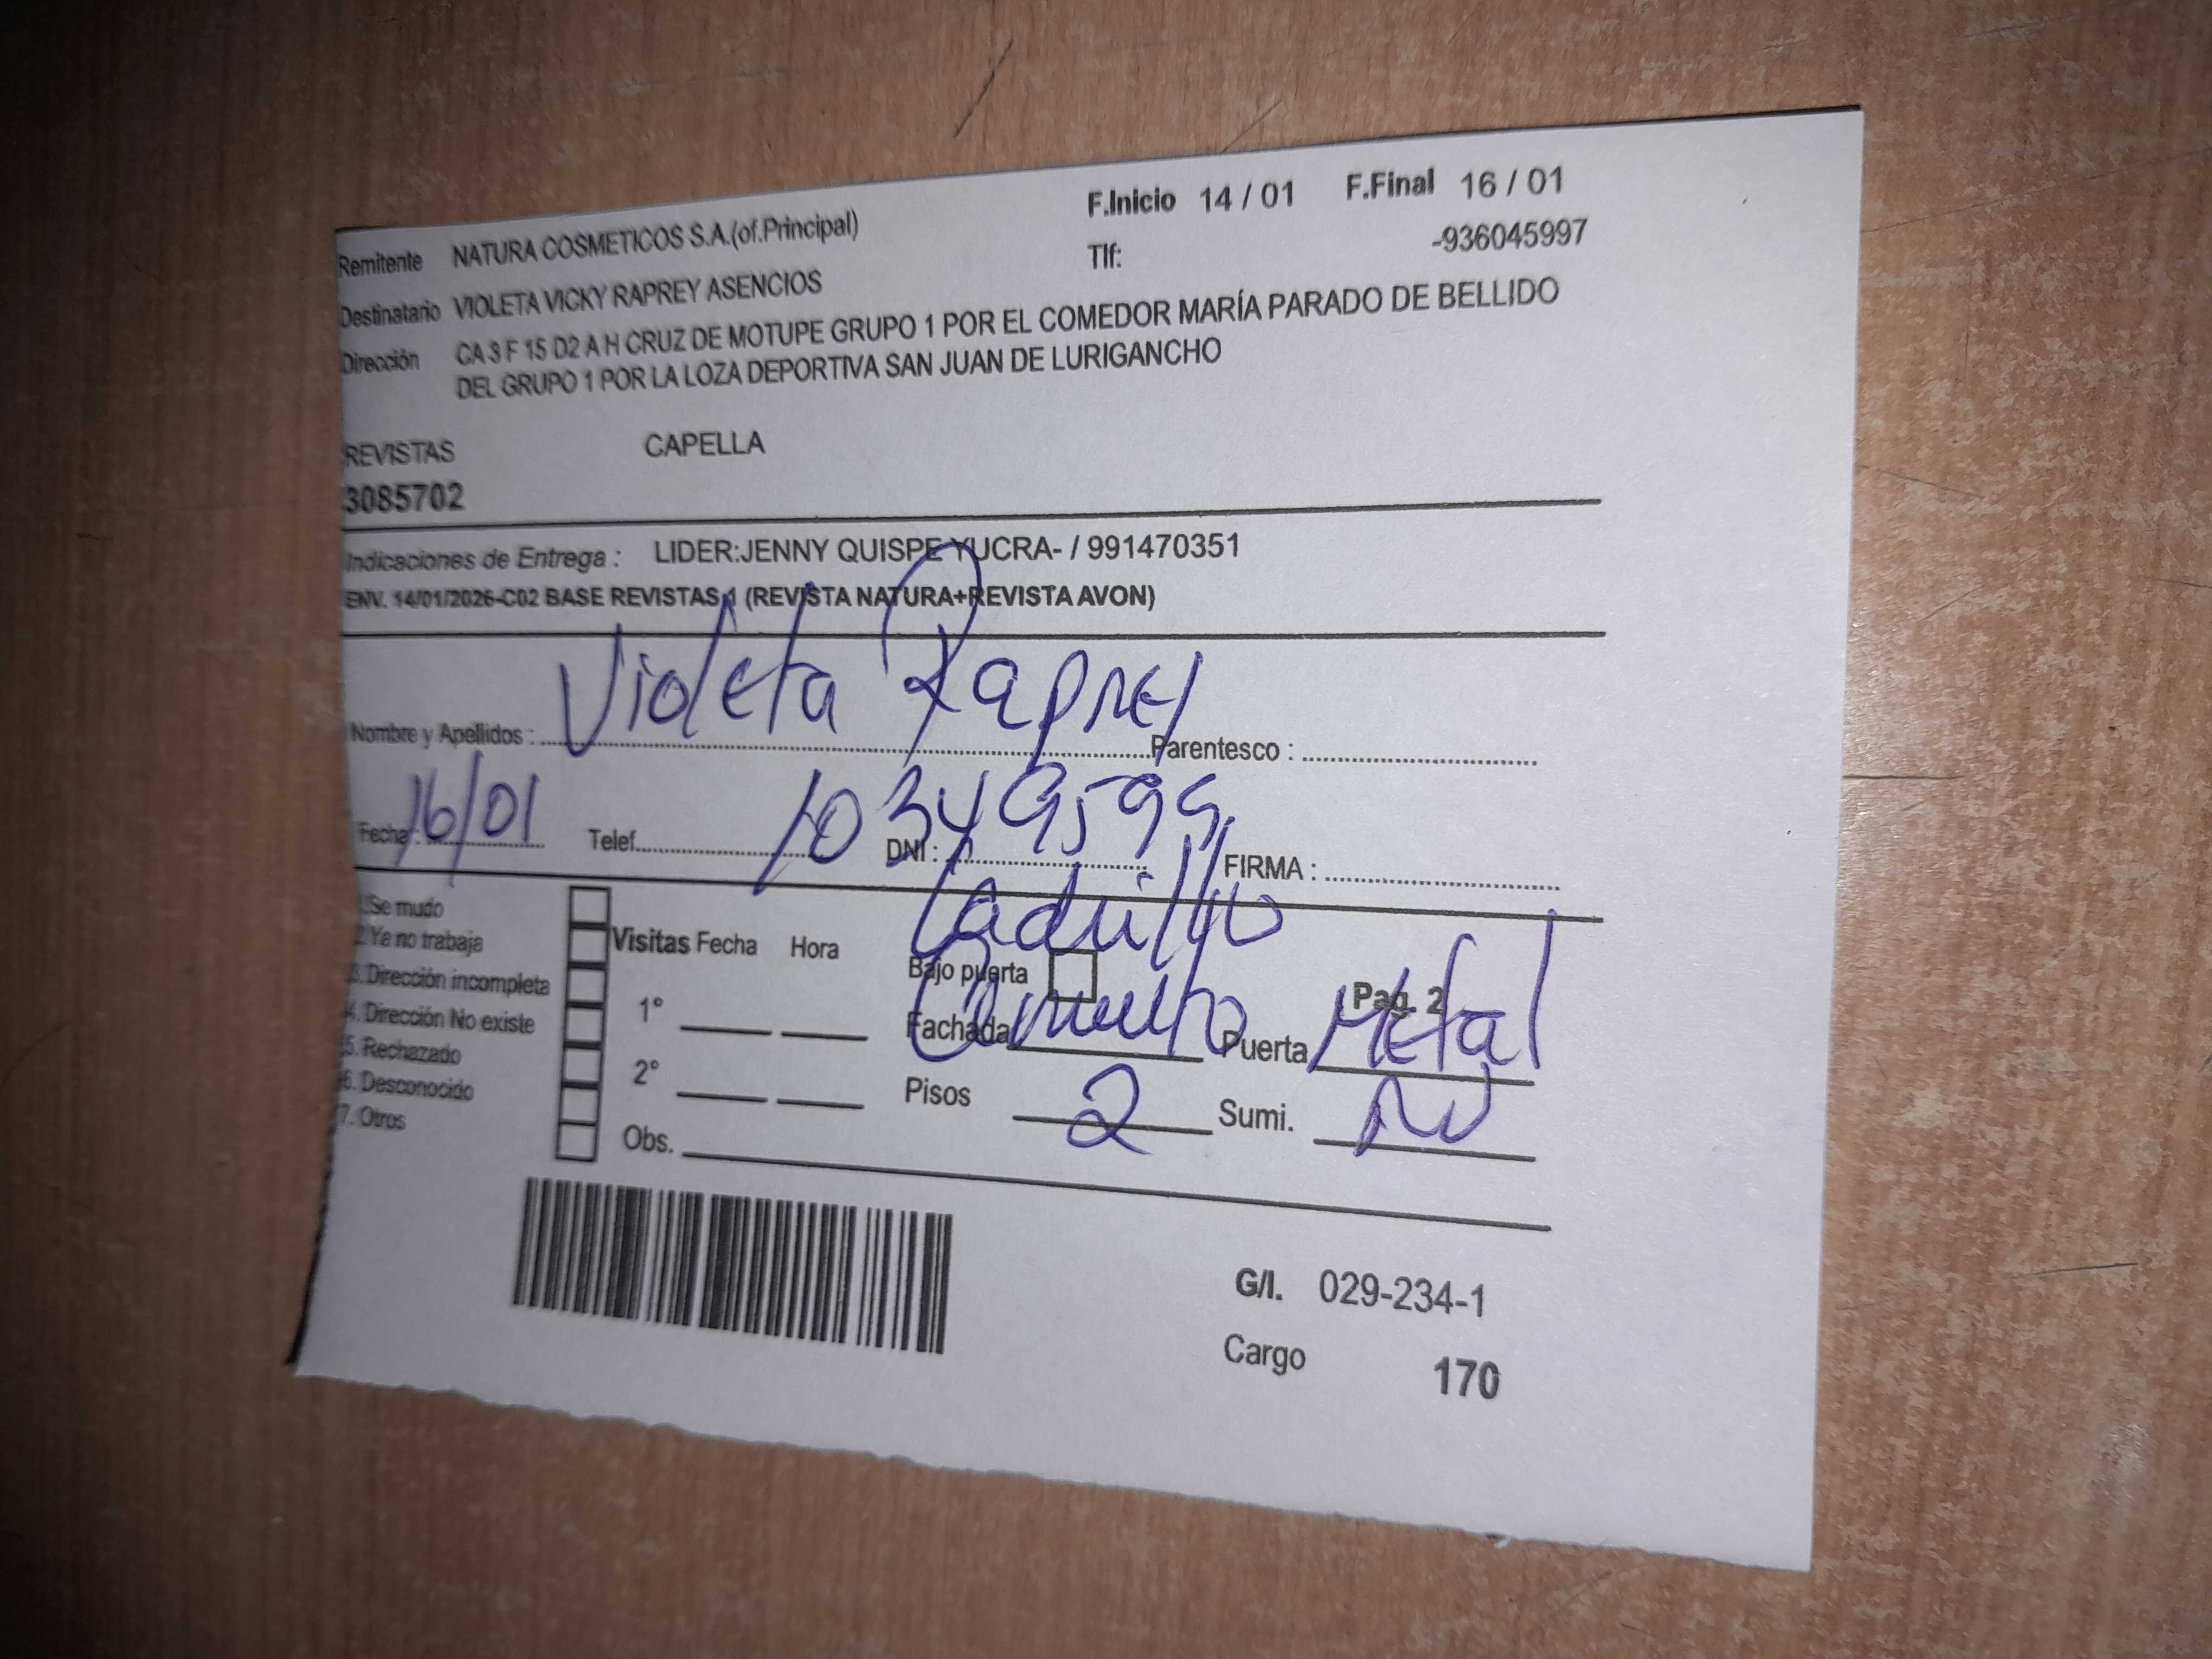 F.Inicio 14 / 01 F.Final 16 / 01
Remitente NATURA COSMETICOS S.A.(of.Principal) Tlf: -936045997
Destinatario VIOLETA VICKY RAPREY ASENCIOS
Dirección CA 3 F 15 D2 A H CRUZ DE MOTUPE GRUPO 1 POR EL COMEDOR MARÍA PARADO DE BELLIDO
DEL GRUPO 1 POR LA LOZA DEPORTIVA SAN JUAN DE LURIGANCHO
REVISTAS CAPELLA
3085702
Indicaciones de Entrega : LIDER:JENNY QUISPE YUCRA- / 991470351
ENV. 14/01/2026-C02 BASE REVISTAS 1 (REVISTA NATURA+REVISTA AVON)
Nombre y Apellidos : Violeta Raprey Parentesco :
Fecha : 16/01 Telef. DNI : 10349599 FIRMA :
1. Se mudo
2. Ya no trabaja
3. Dirección incompleta
4. Dirección No existe
5. Rechazado
6. Desconocido
7. Otros
Visitas Fecha Hora
1°
2°
Obs.
Ladrillo
Bajo puerta Pag. 2
Fachada Puerta Metal
Pisos 2 Sumi.
G/I. 029-234-1
Cargo 170